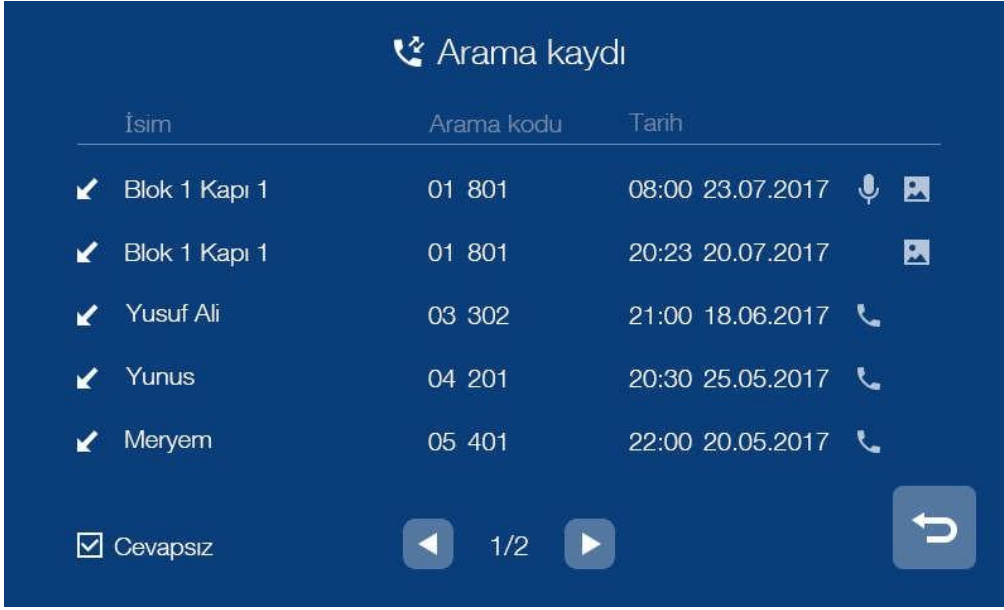 Arama kaydı
İsim Arama kodu Tarih
Blok 1 Kapı 1 01 801 08:00 23.07.2017
Blok 1 Kapı 1 01 801 20:23 20.07.2017
Yusuf Ali 03 302 21:00 18.06.2017
Yunus 04 201 20:30 25.05.2017
Meryem 05 401 22:00 20.05.2017
Cevapsız 1/2